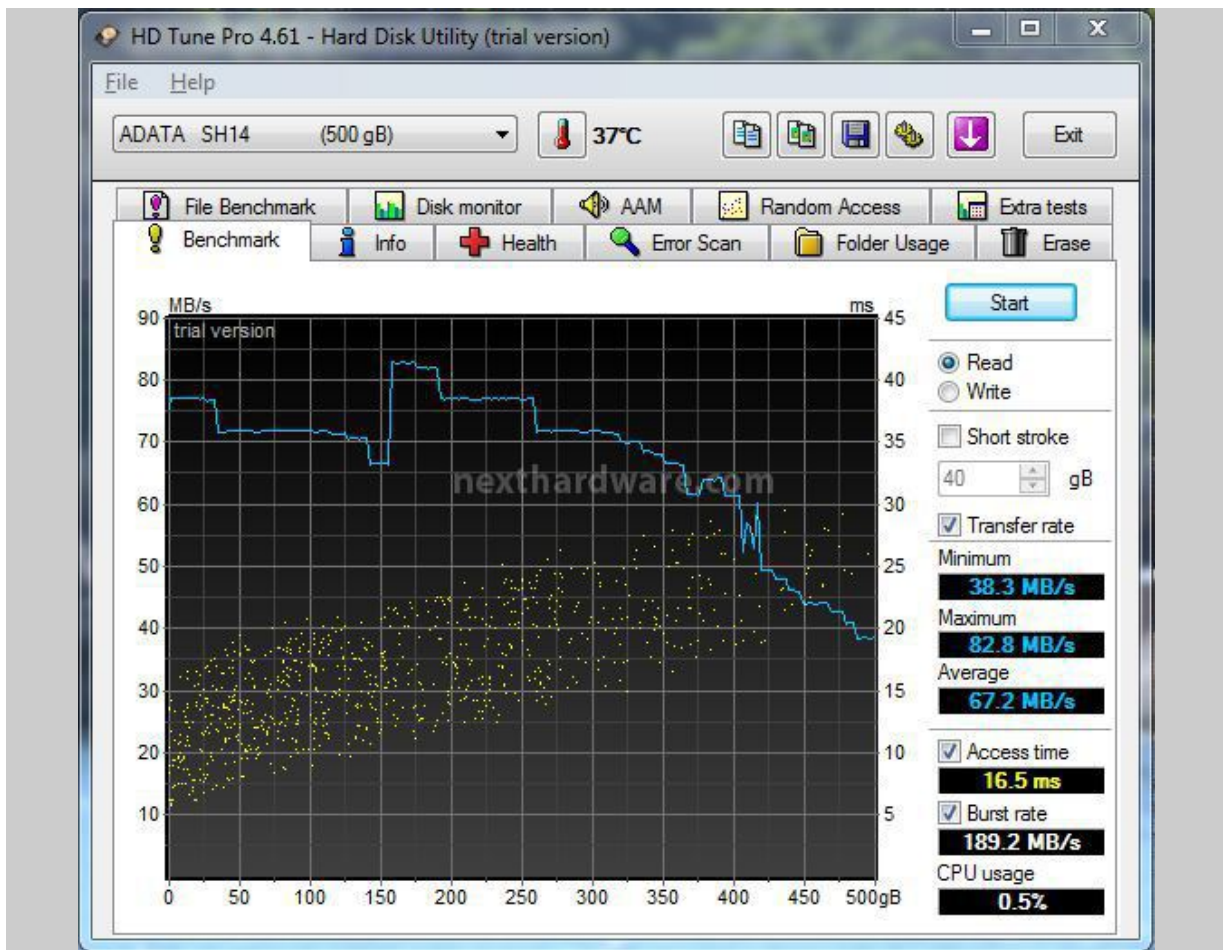 HD Tune Pro 4.61 - Hard Disk Utility (trial version)
File Help
ADATA SH14 (500 gB)
37°C
Exit
File Benchmark
Disk monitor
AAM
Random Access
Extra tests
Benchmark
Info
Health
Error Scan
Folder Usage
Erase
MB/s
ms
trial version
90
80
70
60
50
40
30
20
10
45
40
35
30
25
20
15
10
5
0 50 100 150 200 250 300 350 400 450 500gB
nexthardware.com
Start
Read
Write
Short stroke
40 gB
Transfer rate
Minimum
38.3 MB/s
Maximum
82.8 MB/s
Average
67.2 MB/s
Access time
16.5 ms
Burst rate
189.2 MB/s
CPU usage
0.5%